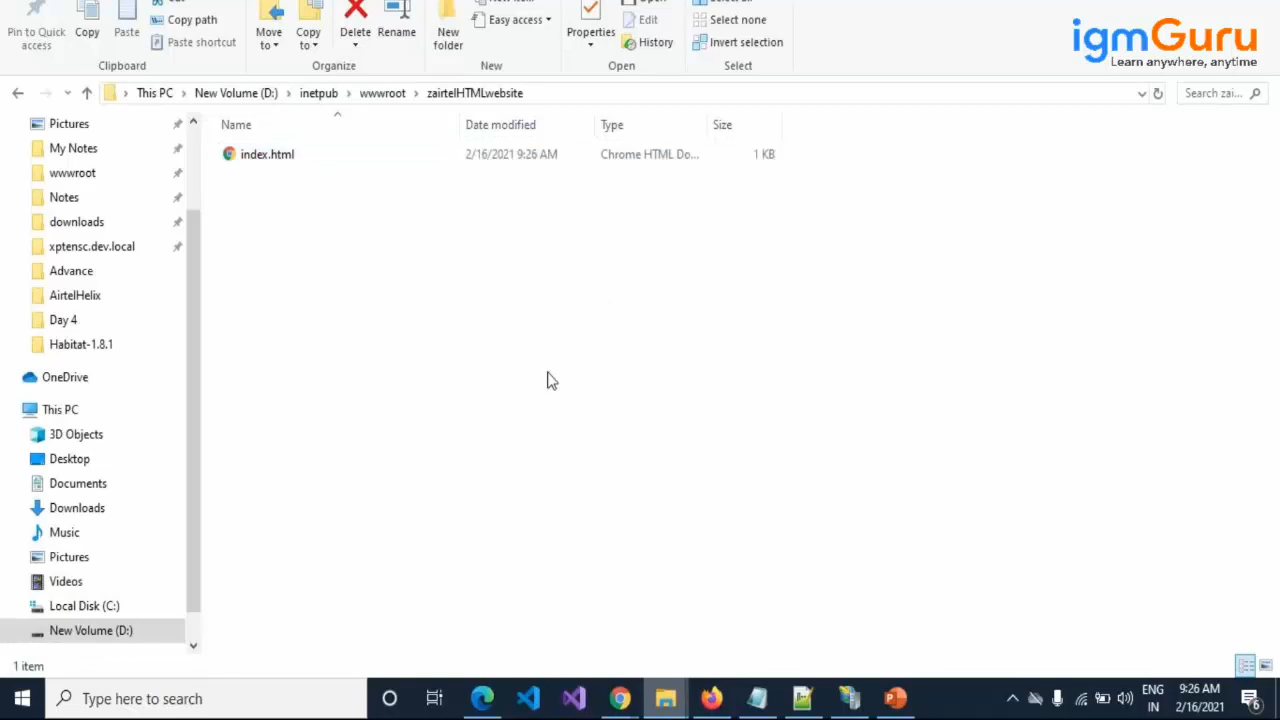 Pin to Quick access
Copy
Paste
Copy path
Paste shortcut
Clipboard
Move to
Copy to
Delete
Rename
Organize
New folder
Easy access
New
Properties
Edit
History
Open
Select none
Invert selection
Select
igmGuru
Learn anywhere, anytime
This PC
New Volume (D:)
inetpub
wwwroot
zairtelHTMLwebsite
Search zai...
Name
Date modified
Type
Size
index.html
2/16/2021 9:26 AM
Chrome HTML Do...
1 KB
Pictures
My Notes
wwwroot
Notes
downloads
xptensc.dev.local
Advance
AirtelHelix
Day 4
Habitat-1.8.1
OneDrive
This PC
3D Objects
Desktop
Documents
Downloads
Music
Pictures
Videos
Local Disk (C:)
New Volume (D:)
1 item
Type here to search
ENG
IN
9:26 AM
2/16/2021
6